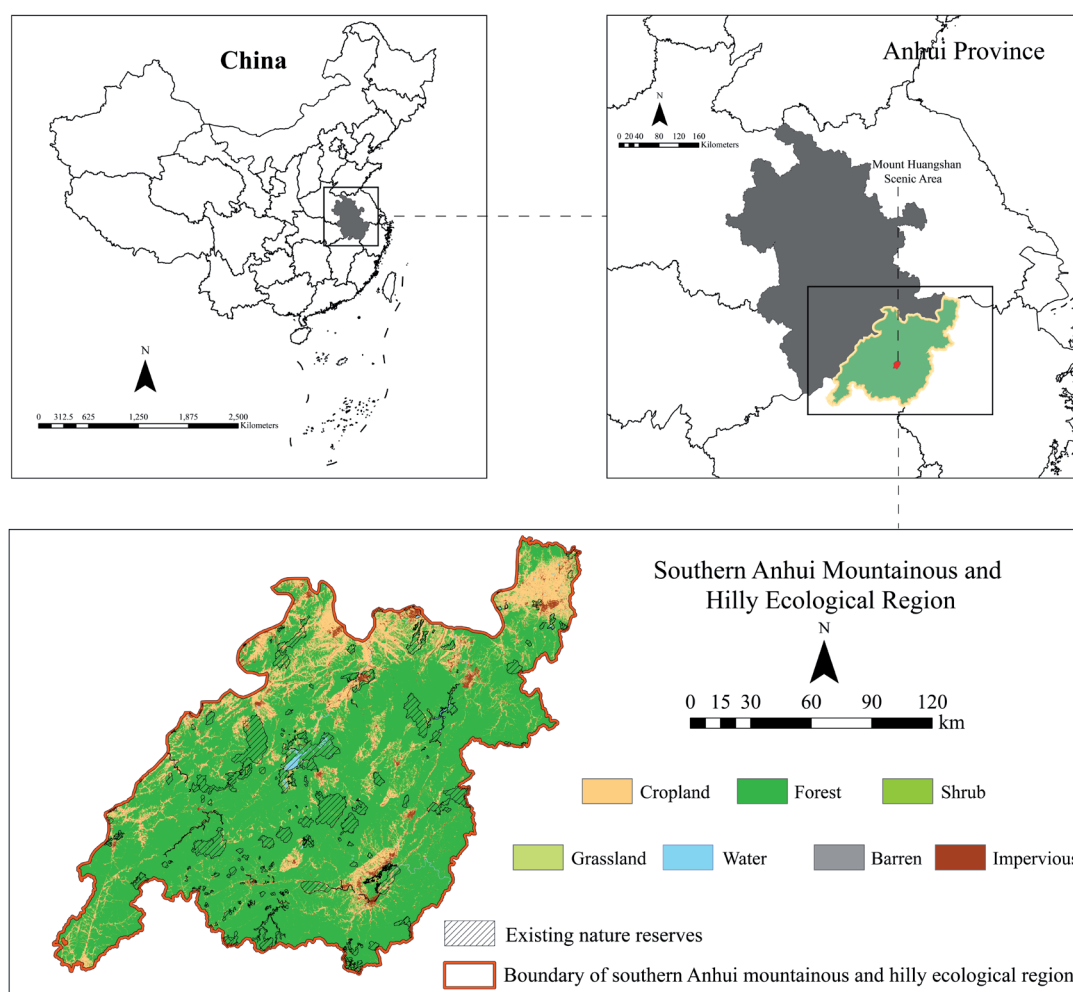 China
N
0 312.5 625 1,250 1,875 2,500
Kilometers
Anhui Province
N
0 20 40 80 120 160
Kilometers
Mount Huangshan
Scenic Area
Southern Anhui Mountainous and
Hilly Ecological Region
N
0 15 30 30 60 90 120
km
Cropland Forest Shrub
Grassland Water Barren Impervious
Existing nature reserves
Boundary of southern Anhui mountainous and hilly ecological region